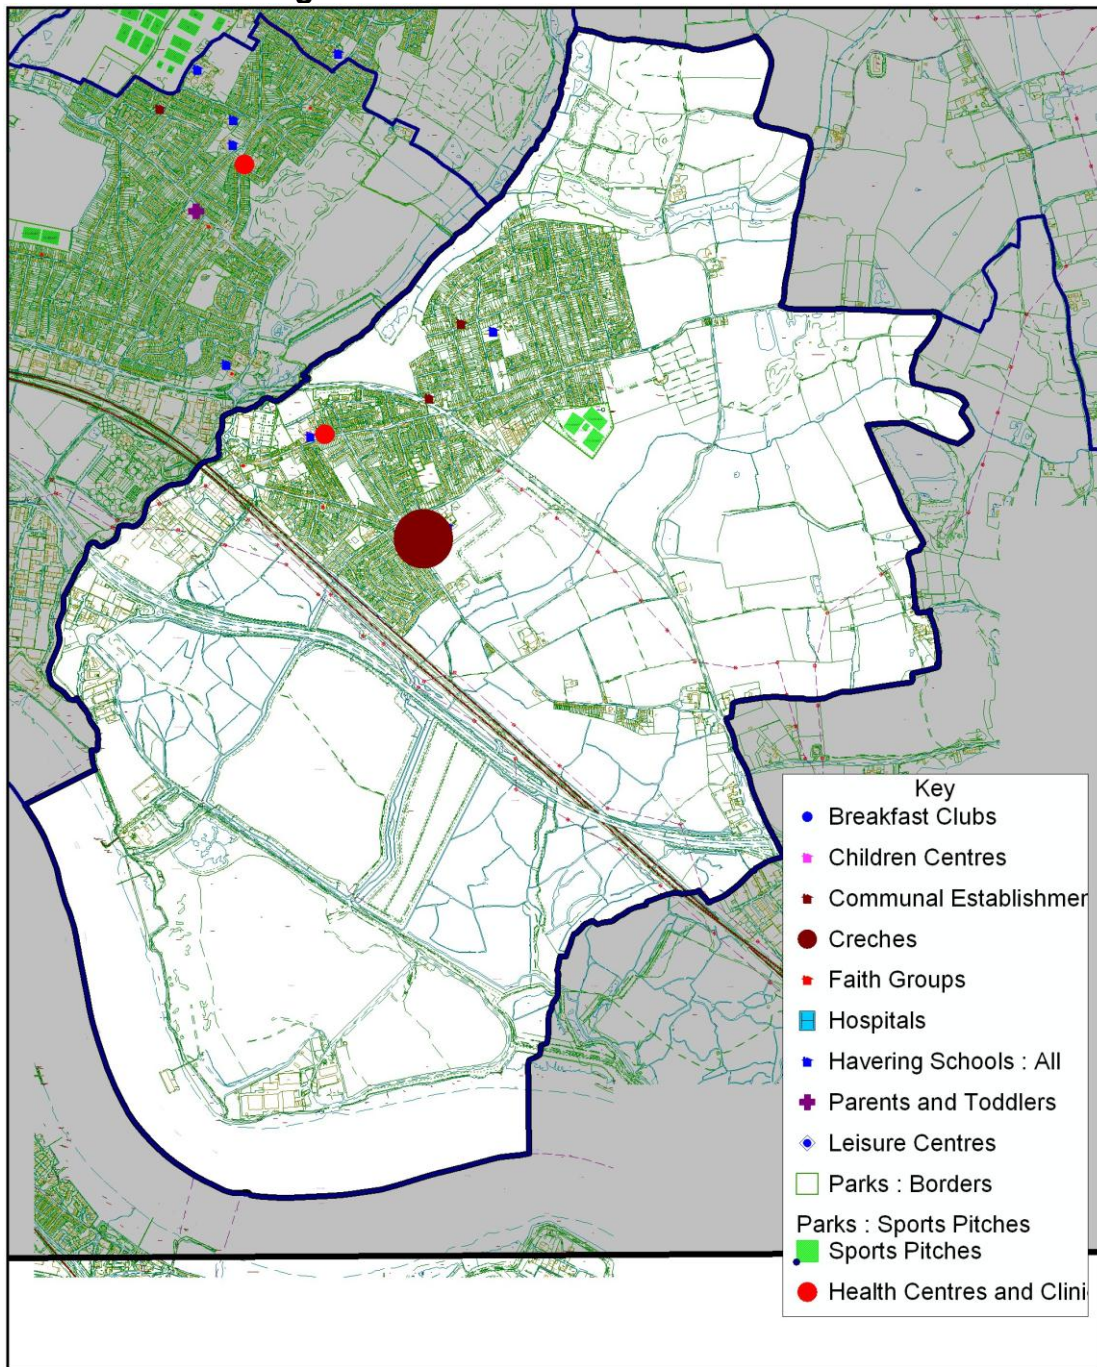 Key
Breakfast Clubs
Children Centres
Communal Establishmen
Creches
Faith Groups
Hospitals
Havering Schools : All
Parents and Toddlers
Leisure Centres
Parks : Borders
Parks : Sports Pitches
Sports Pitches
Health Centres and Clini